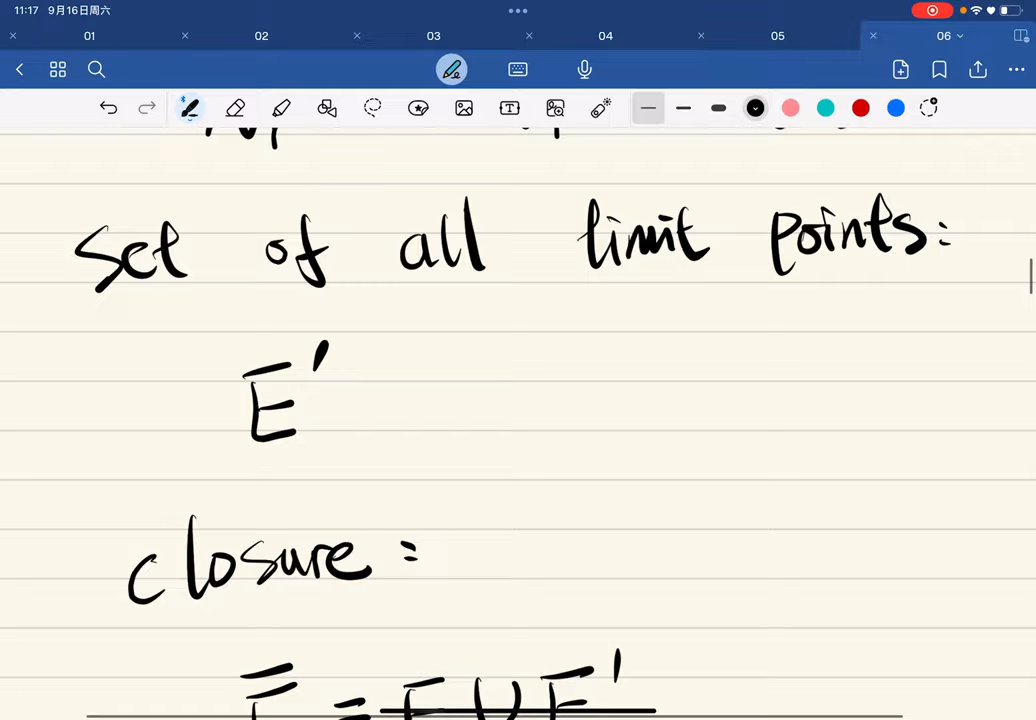 11:17 9月16日周六
01 02 03 04 05 06
set of all limit points:
E'
closure =
Ē = E ∪ E'